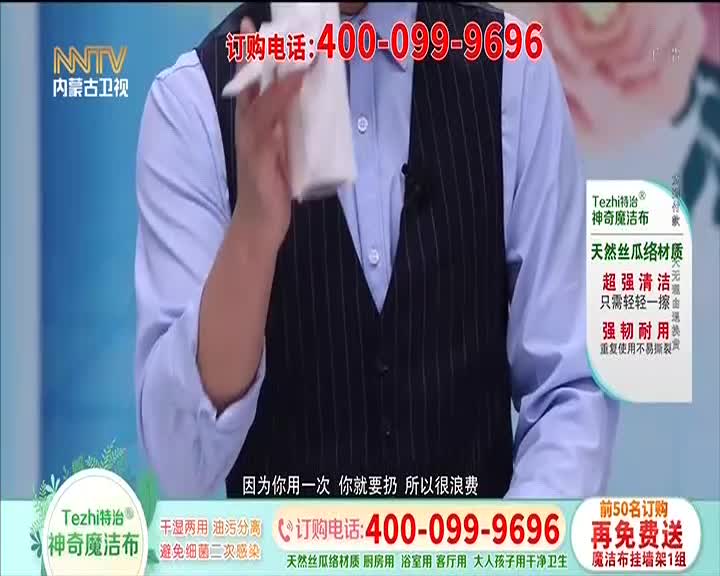 订购电话:400-099-9696
NNTV
内蒙古卫视
广告
Tezhi特治®
神奇魔洁布
天然丝瓜络材质
超强清洁
只需轻轻一擦
强韧耐用
重复使用不易撕裂
因为你用一次 你就要扔 所以很浪费
Tezhi特治®
神奇魔洁布
干湿两用 油污分离
避免细菌二次感染
订购电话:400-099-9696
天然丝瓜络材质 厨房用 浴室用 客厅用 大人孩子用干净卫生
前50名订购
再免费送
魔洁布挂墙架1组